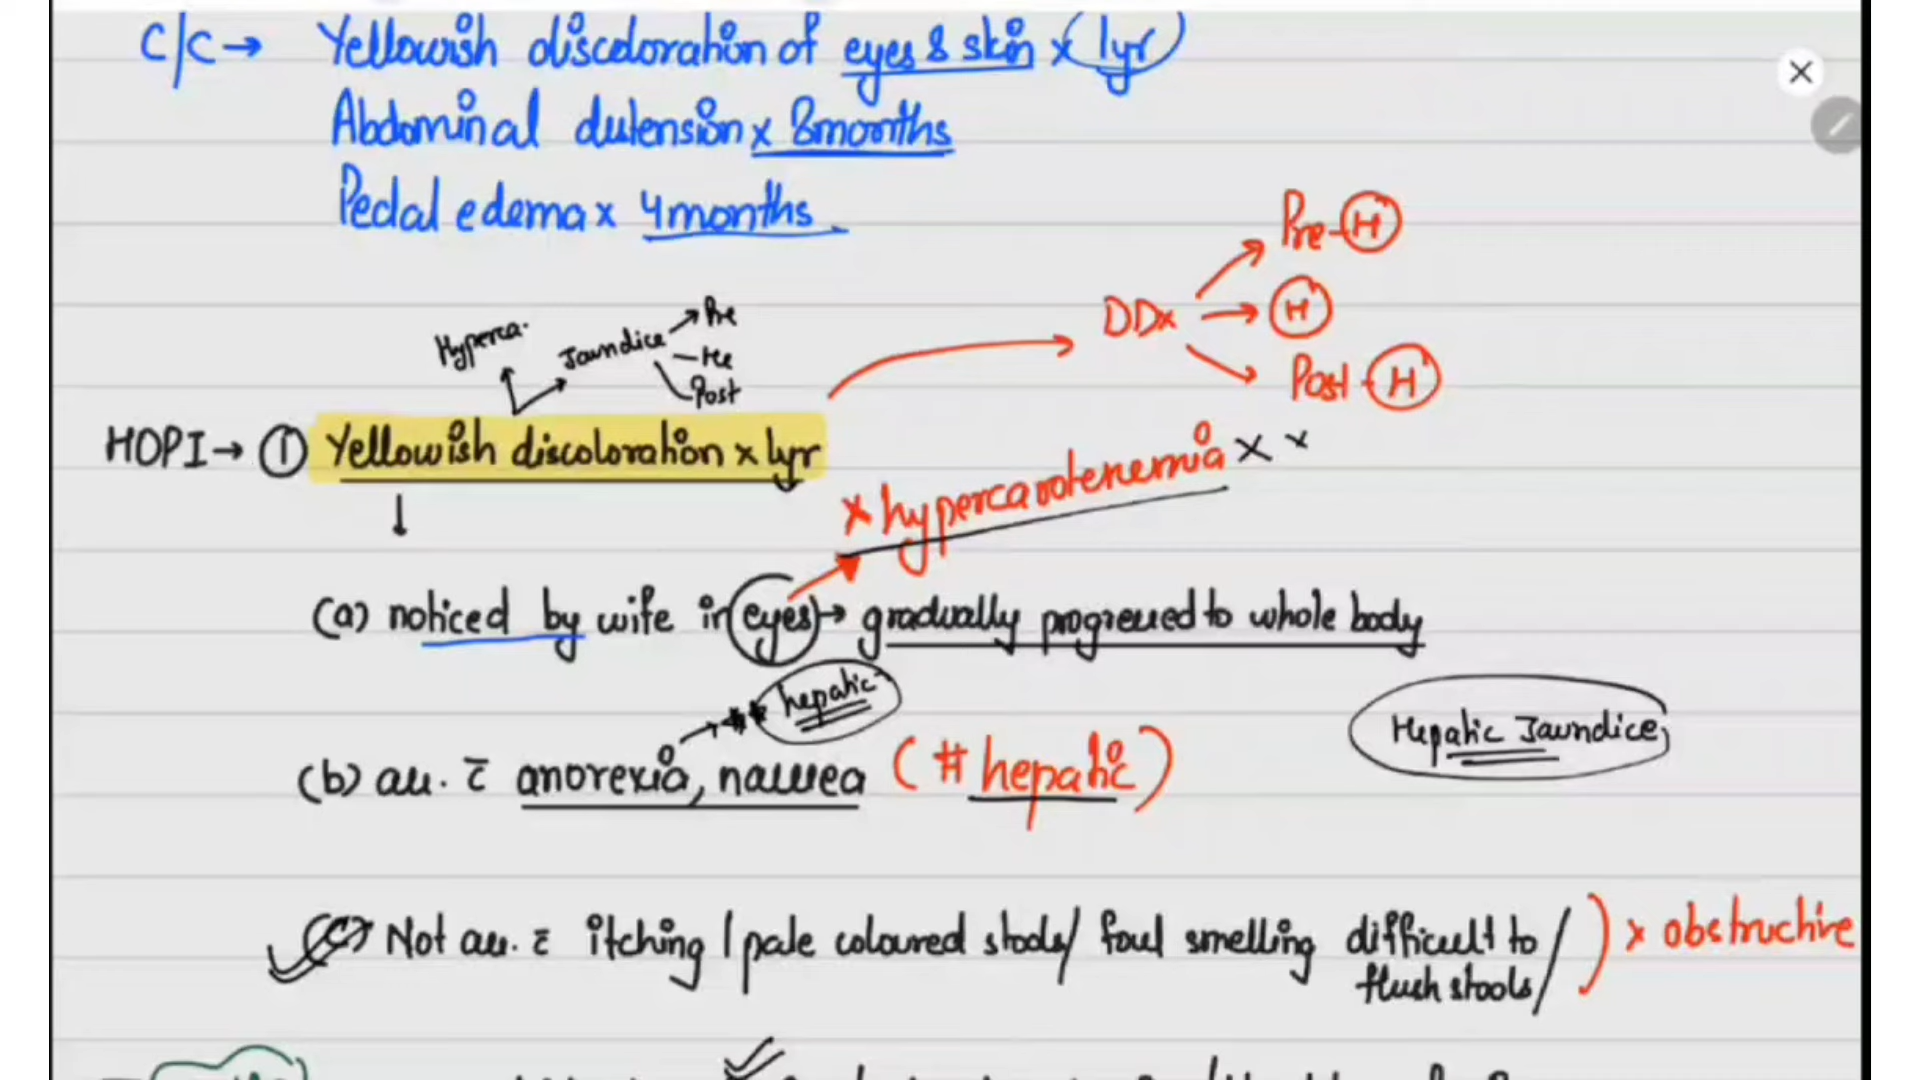 C/C → Yellowish discoloration of eyes & skin x 1yr
Abdominal distension x 8months
Pedal edema x 4months
Pre-H
DDx → H
Post-H
Hyperca.
Jaundice → Pre
He
Post
HOPI → ① Yellowish discoloration x 1yr
x hypercarotenemia x x
(a) noticed by wife in eyes → gradually progressed to whole body
hepatic
Hepatic Jaundice
(b) ass. c̄ anorexia, nausea (# hepatic)
(c) Not ass. c̄ itching / pale coloured stools / foul smelling difficult to / ) x obstructive
flush stools /